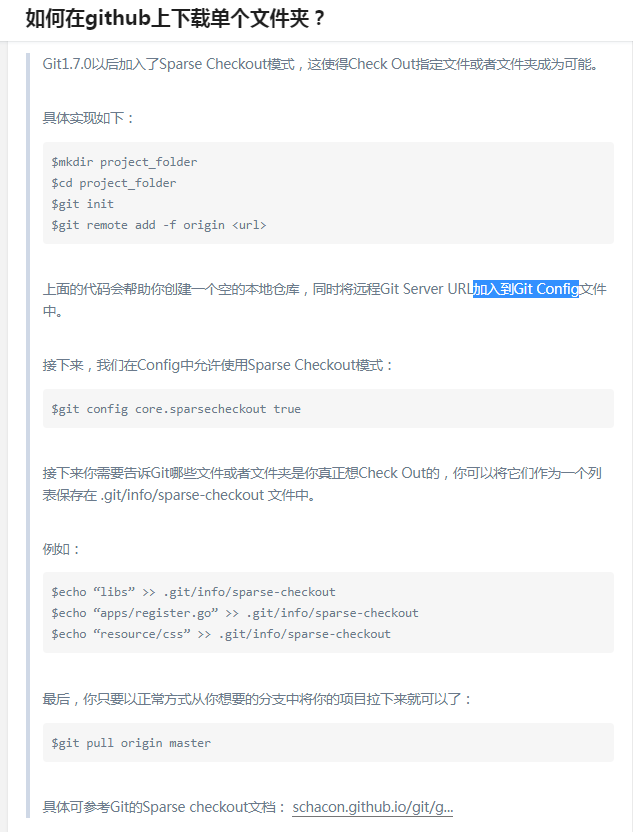 如何在github上下载单个文件夹？
Git1.7.0以后加入了Sparse Checkout模式，这使得Check Out指定文件或者文件夹成为可能。
具体实现如下：
$mkdir project_folder
$cd project_folder
$git init
$git remote add -f origin <url>
上面的代码会帮助你创建一个空的本地仓库，同时将远程Git Server URL加入到Git Config文件
中。
接下来，我们在Config中允许使用Sparse Checkout模式：
$git config core.sparsecheckout true
接下来你需要告诉Git哪些文件或者文件夹是你真正想Check Out的，你可以将它们作为一个列
表保存在 .git/info/sparse-checkout 文件中。
例如：
$echo “libs” >> .git/info/sparse-checkout
$echo “apps/register.go” >> .git/info/sparse-checkout
$echo “resource/css” >> .git/info/sparse-checkout
最后，你只要以正常方式从你想要的分支中将你的项目拉下来就可以了：
$git pull origin master
具体可参考Git的Sparse checkout文档： schacon.github.io/git/g...